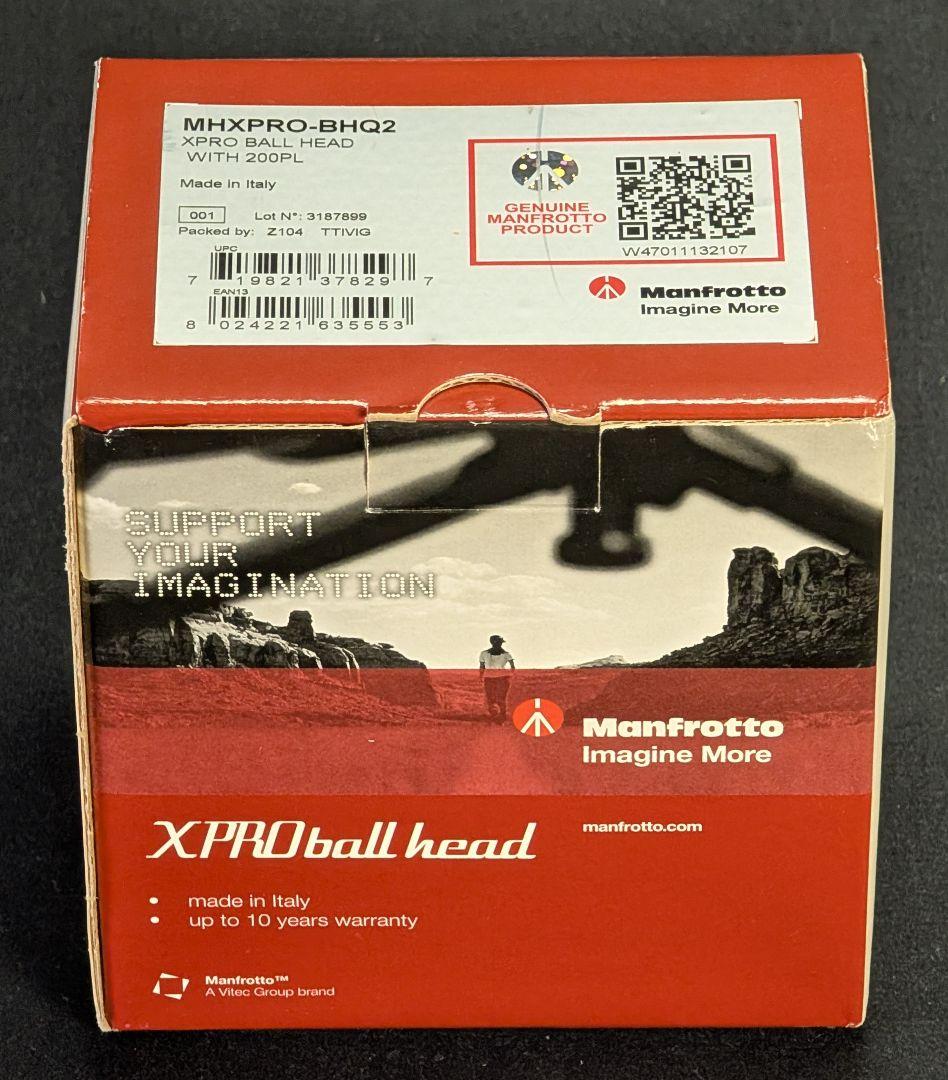 MHXPRO-BHQ2
XPRO BALL HEAD
WITH 200PL
Made in Italy
001 Lot N°: 3187899
Packed by: Z104 TTIVIG
UPC
7 19821 37829 7
EAN13
8 024221 635553
GENUINE
MANFROTTO
PRODUCT
W47011132107
Manfrotto
Imagine More
SUPPORT
YOUR
IMAGINATION
Manfrotto
Imagine More
XPRO ball head
manfrotto.com
• made in Italy
• up to 10 years warranty
Manfrotto™
A Vitec Group brand